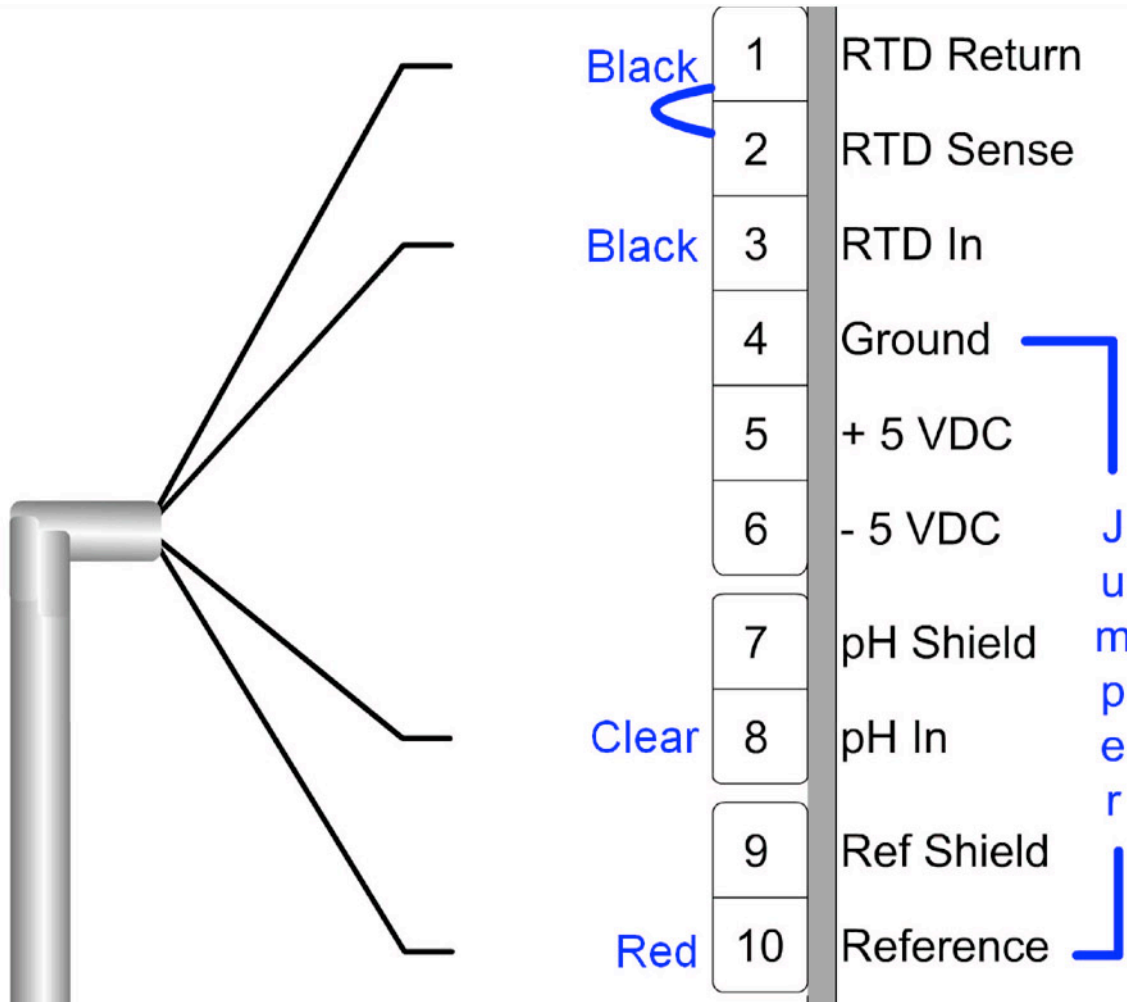 Black 1 RTD Return
2 RTD Sense
Black 3 RTD In
4 Ground
5 + 5 VDC
6 - 5 VDC
7 pH Shield
Clear 8 pH In
9 Ref Shield
Red 10 Reference
Jumper